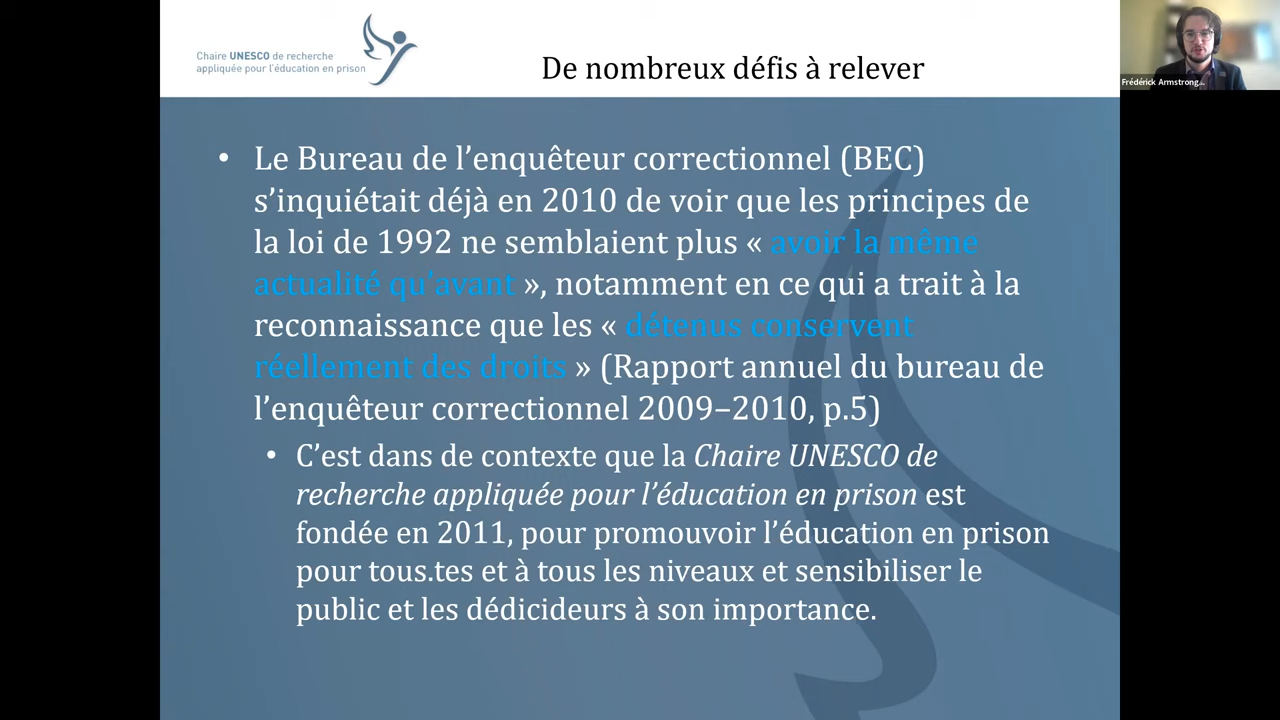 Chaire UNESCO de recherche
appliquée pour l'éducation en prison
De nombreux défis à relever
Frédérick Armstrong...
• Le Bureau de l'enquêteur correctionnel (BEC)
s'inquiétait déjà en 2010 de voir que les principes de
la loi de 1992 ne semblaient plus « avoir la même
actualité qu'avant », notamment en ce qui a trait à la
reconnaissance que les « détenus conservent
réellement des droits » (Rapport annuel du bureau de
l'enquêteur correctionnel 2009–2010, p.5)
• C'est dans de contexte que la Chaire UNESCO de
recherche appliquée pour l'éducation en prison est
fondée en 2011, pour promouvoir l'éducation en prison
pour tous.tes et à tous les niveaux et sensibiliser le
public et les dédicideurs à son importance.